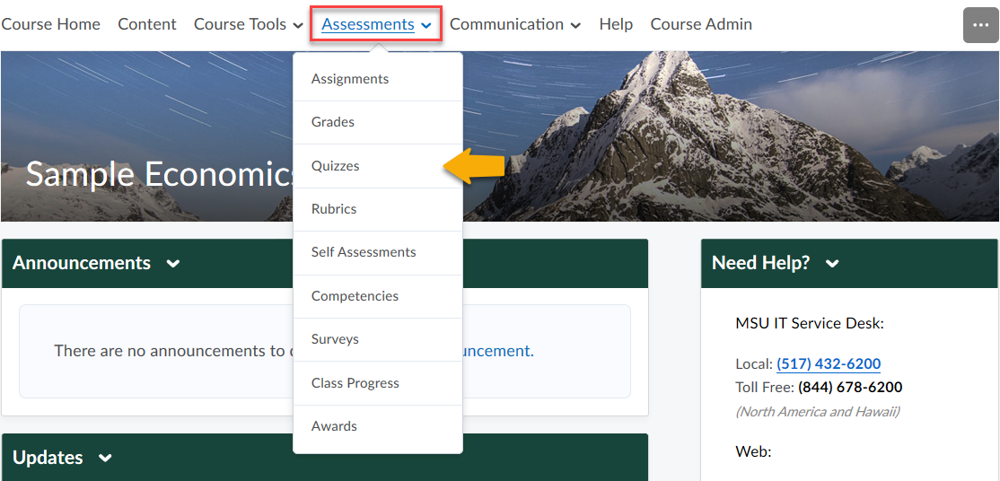 Course Home Content Course Tools Assessments Communication Help Course Admin
Assignments
Grades
Quizzes
Rubrics
Self Assessments
Competencies
Surveys
Class Progress
Awards
Sample Economics
Announcements
There are no announcements to
uncement.
Updates
Need Help?
MSU IT Service Desk:
Local: (517) 432-6200
Toll Free: (844) 678-6200
(North America and Hawaii)
Web: